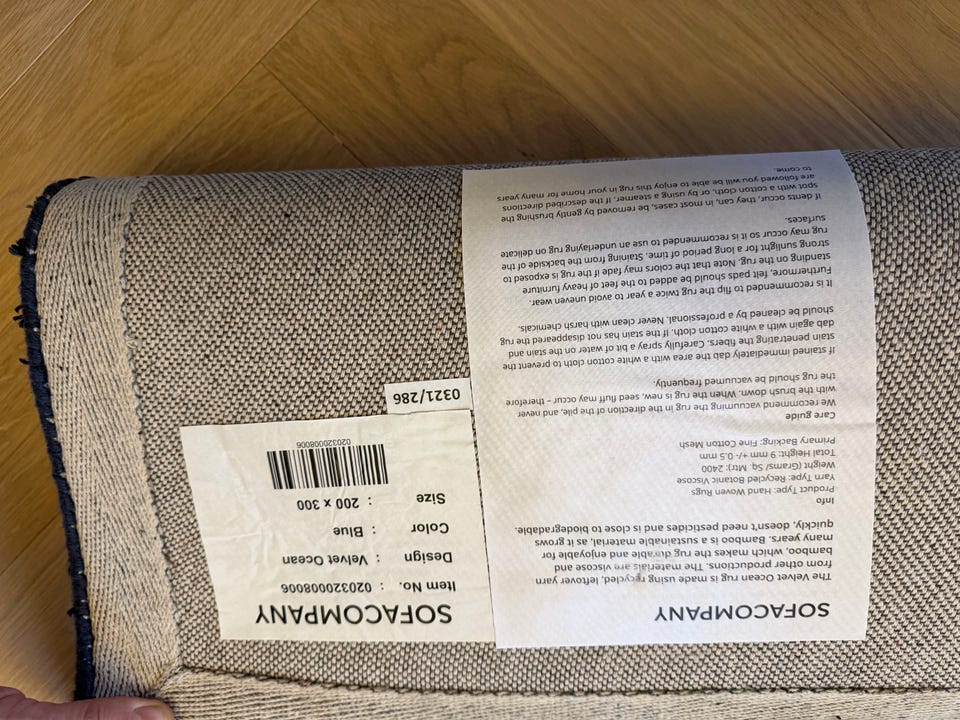 SOFACOMPANY
The Velvet Ocean rug is made using recycled, leftover yarn
from other productions. The materials are viscose and
bamboo, which makes the rug durable and enjoyable for
many years. Bamboo is a sustainable material, as it grows
quickly, doesn't need pesticides and is close to biodegradable.
Info
Product Type: Hand Woven Rugs
Yarn Type: Recycled Botanic Viscose
Weight (Grams/ Sq. Mtr.): 2400
Total Height: 9 mm +/- 0.5 mm
Primary Backing: Fine Cotton Mesh
Care guide
We recommend vacuuming the rug in the direction of the pile, and never
with the brush down. When the rug is new, seed fluff may occur – therefore
the rug should be vacuumed frequently.
If stained immediately dab the area with a white cotton cloth to prevent the
stain penetrating the fibers. Carefully spray a bit of water on the stain and
dab again with a white cotton cloth. If the stain has not disappeared the rug
should be cleaned by a professional. Never clean with harsh chemicals.
It is recommended to flip the rug twice a year to avoid uneven wear.
Furthermore, felt pads should be added to the feet of heavy furniture
standing on the rug. Note that the colors may fade if the rug is exposed to
strong sunlight for a long period of time. Staining from the backside of the
rug may occur so it is recommended to use an underlaying rug on delicate
surfaces.
If dents occur, they can, in most cases, be removed by gently brushing the
spot with a cotton cloth, or by using a steamer. If the described directions
are followed you will be able to enjoy this rug in your home for many years
to come.
SOFACOMPANY
Item No. : 02032008006
Design : Velvet Ocean
Color : Blue
Size : 200 x 300
02032008006
0321/286